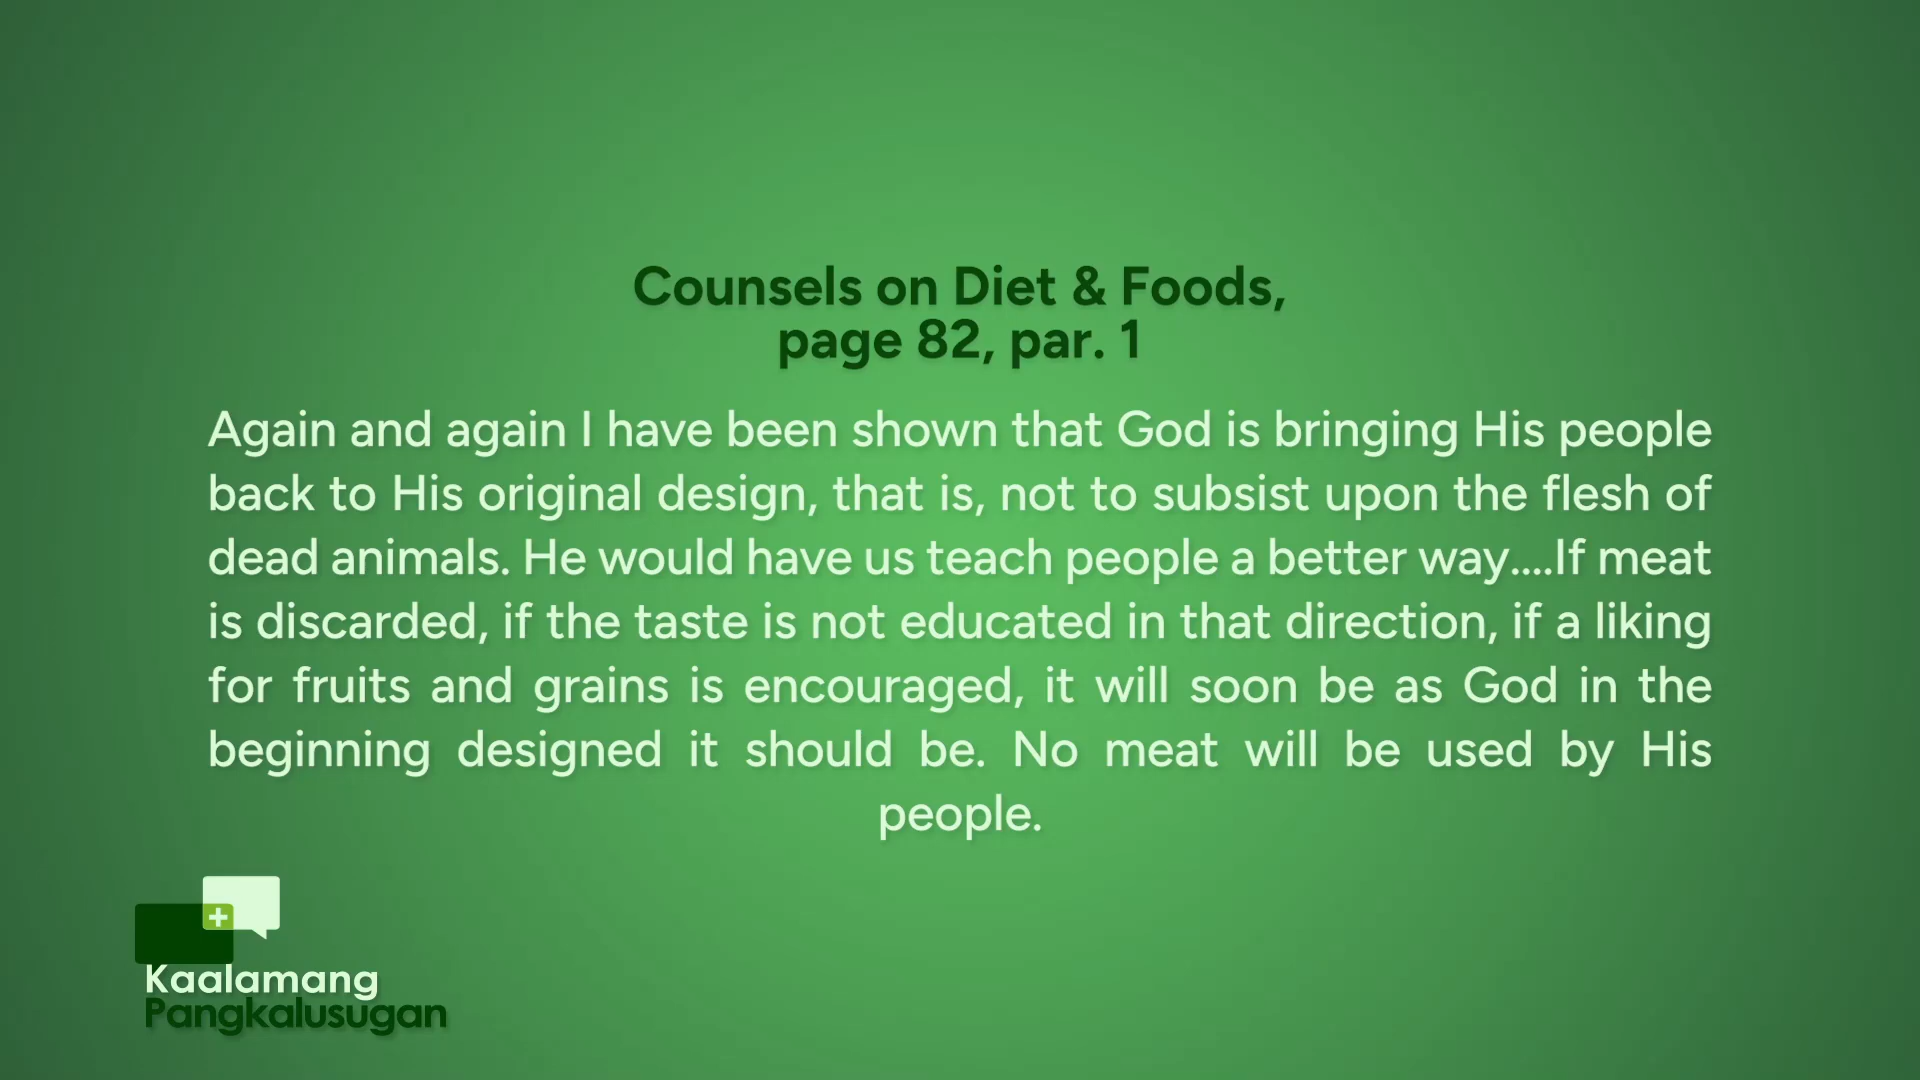 Counsels on Diet & Foods,
page 82, par. 1
Again and again I have been shown that God is bringing His people
back to His original design, that is, not to subsist upon the flesh of
dead animals. He would have us teach people a better way....If meat
is discarded, if the taste is not educated in that direction, if a liking
for fruits and grains is encouraged, it will soon be as God in the
beginning designed it should be. No meat will be used by His
people.
Kaalamang
Pangkalusugan